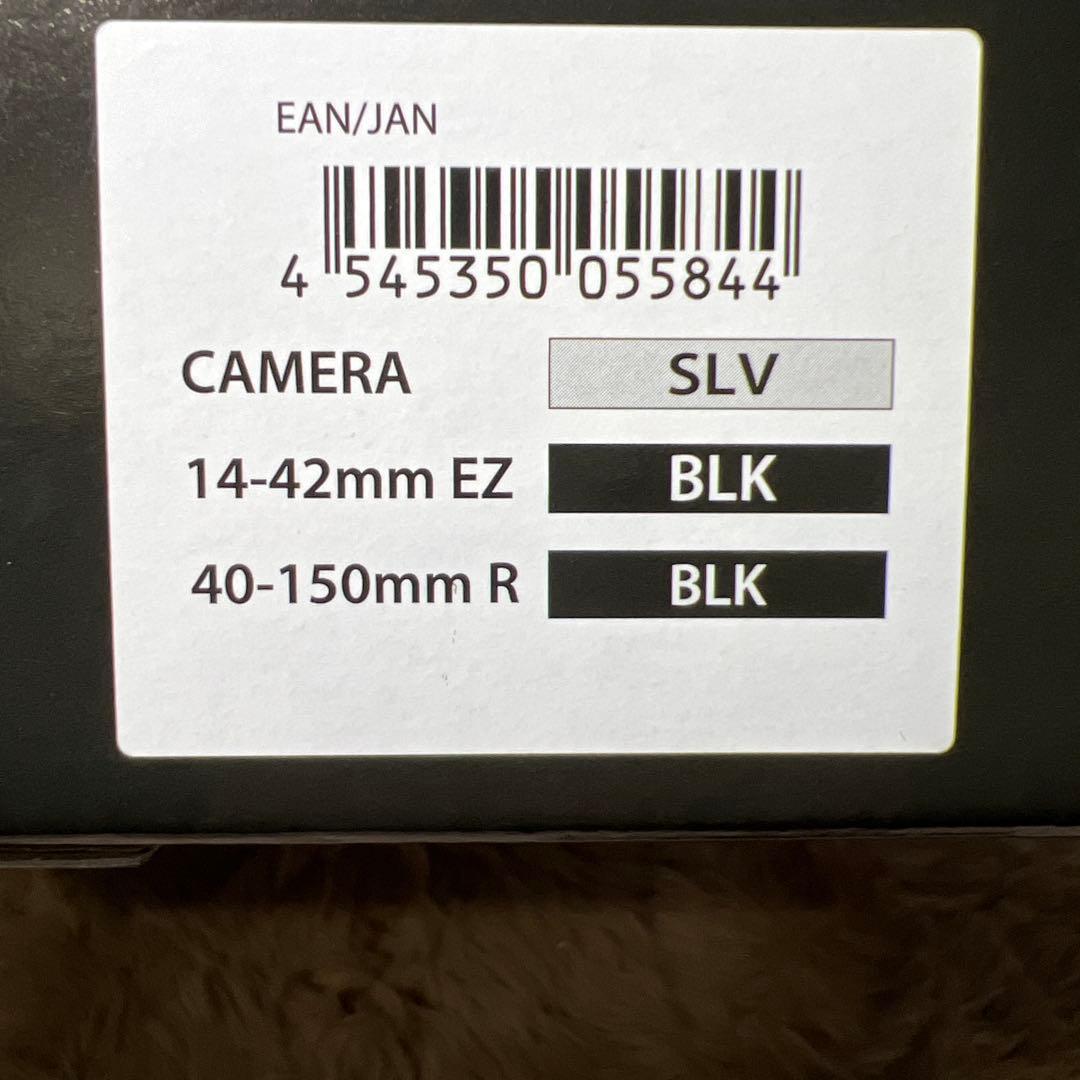 EAN/JAN
4 545350 055844
CAMERA SLV
14-42mm EZ BLK
40-150mm R BLK